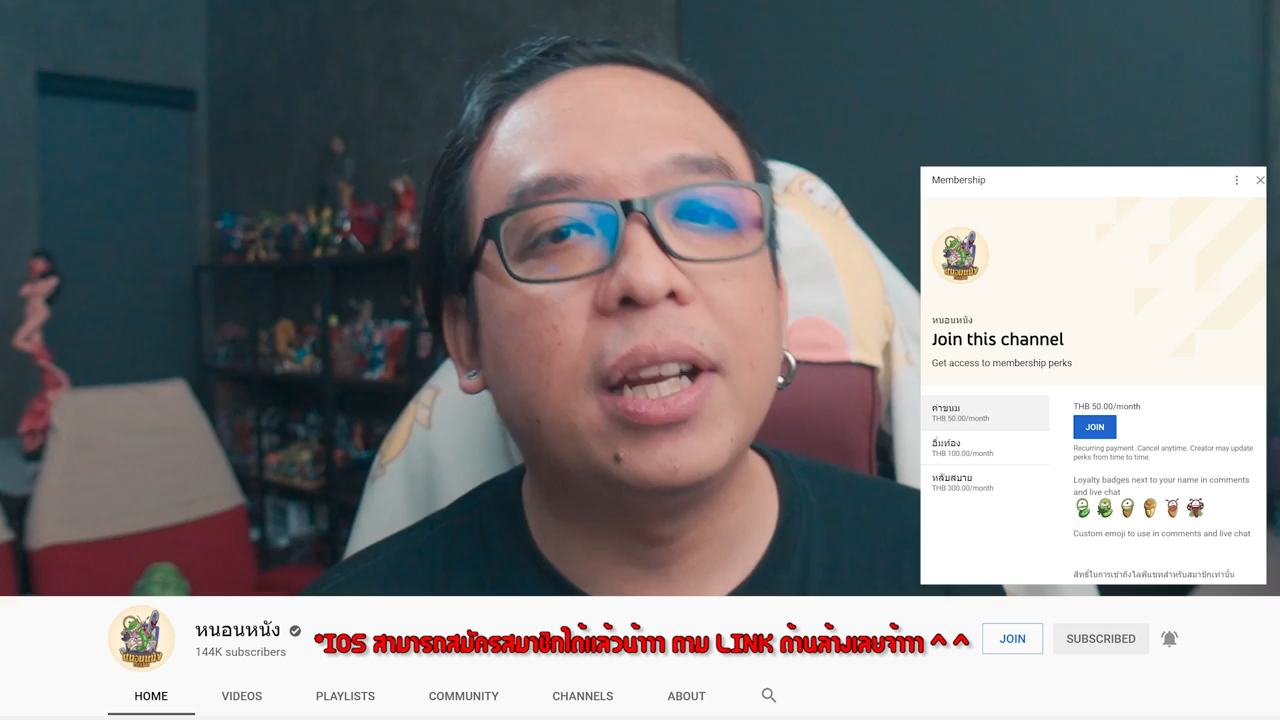 Membership
หนอนหนัง
Join this channel
Get access to membership perks
ค่าขนม
THB 50.00/month
อิ่มท้อง
THB 100.00/month
หลับสบาย
THB 300.00/month
THB 50.00/month
JOIN
Recurring payment. Cancel anytime. Creator may update
perks from time to time.
Loyalty badges next to your name in comments
and live chat
Custom emoji to use in comments and live chat
สิทธิ์ในการเข้าถึงไลฟ์แชทสำหรับสมาชิกเท่านั้น
หนอนหนัง
144K subscribers
*IOS สามารถสมัครสมาชิกได้แล้วน้าาา ตาม LINK ด้านล้างเลยจ้าาา ^ ^
JOIN
SUBSCRIBED
HOME VIDEOS PLAYLISTS COMMUNITY CHANNELS ABOUT